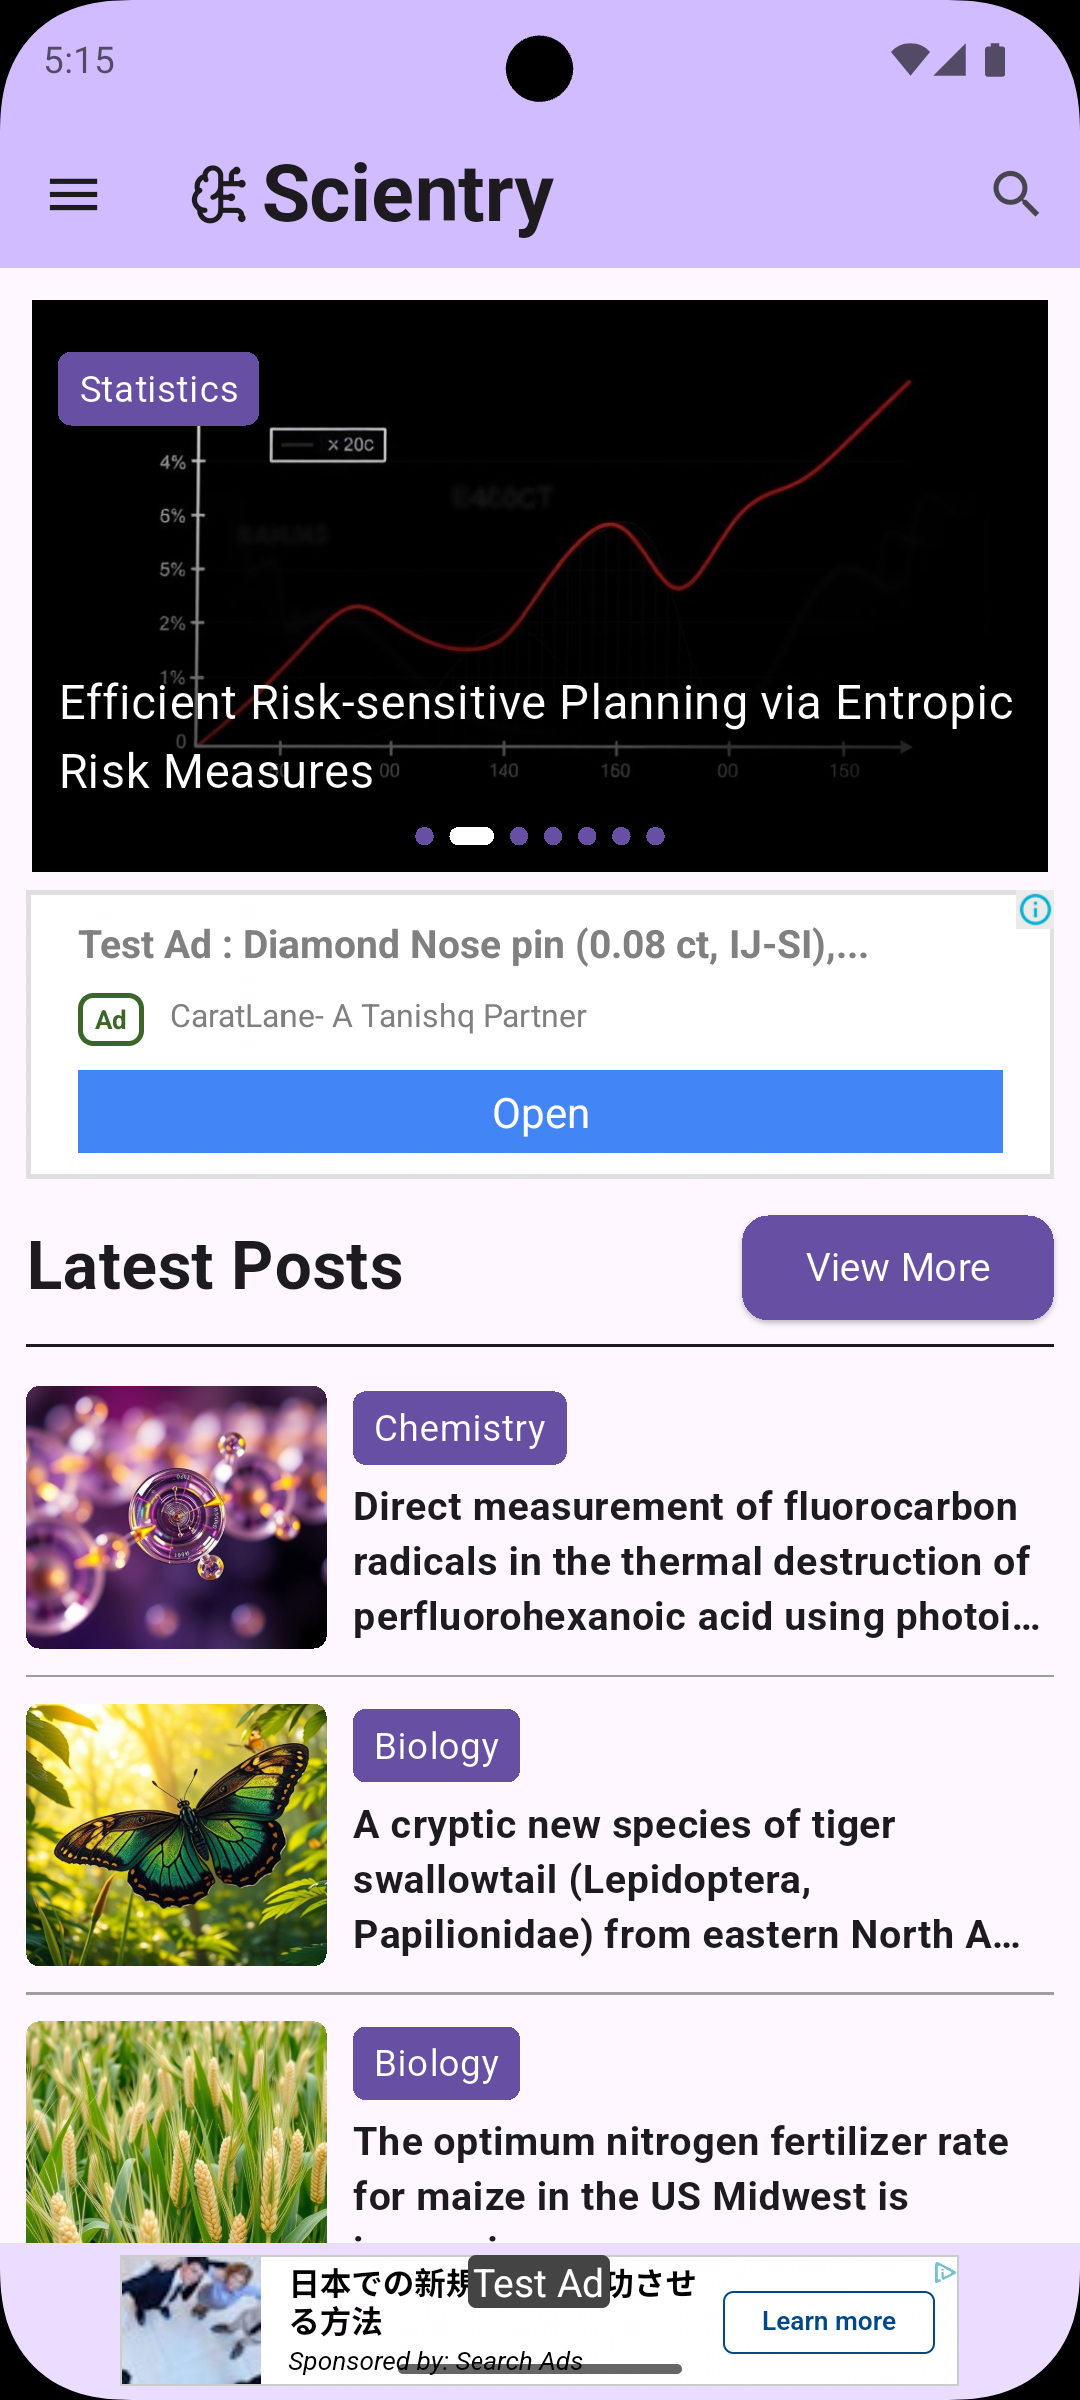 5:15
Scientry
Statistics
x 20c
4%
6%
5%
2%
1%
0
Efficient Risk-sensitive Planning via Entropic
Risk Measures
00 140 160 00 150
Test Ad : Diamond Nose pin (0.08 ct, IJ-SI),...
Ad CaratLane- A Tanishq Partner
Open
Latest Posts
View More
Chemistry
Direct measurement of fluorocarbon
radicals in the thermal destruction of
perfluorohexanoic acid using photoi...
Biology
A cryptic new species of tiger
swallowtail (Lepidoptera,
Papilionidae) from eastern North A...
Biology
The optimum nitrogen fertilizer rate
for maize in the US Midwest is
Test Ad
日本での新規 功させ
る方法
Sponsored by: Search Ads
Learn more